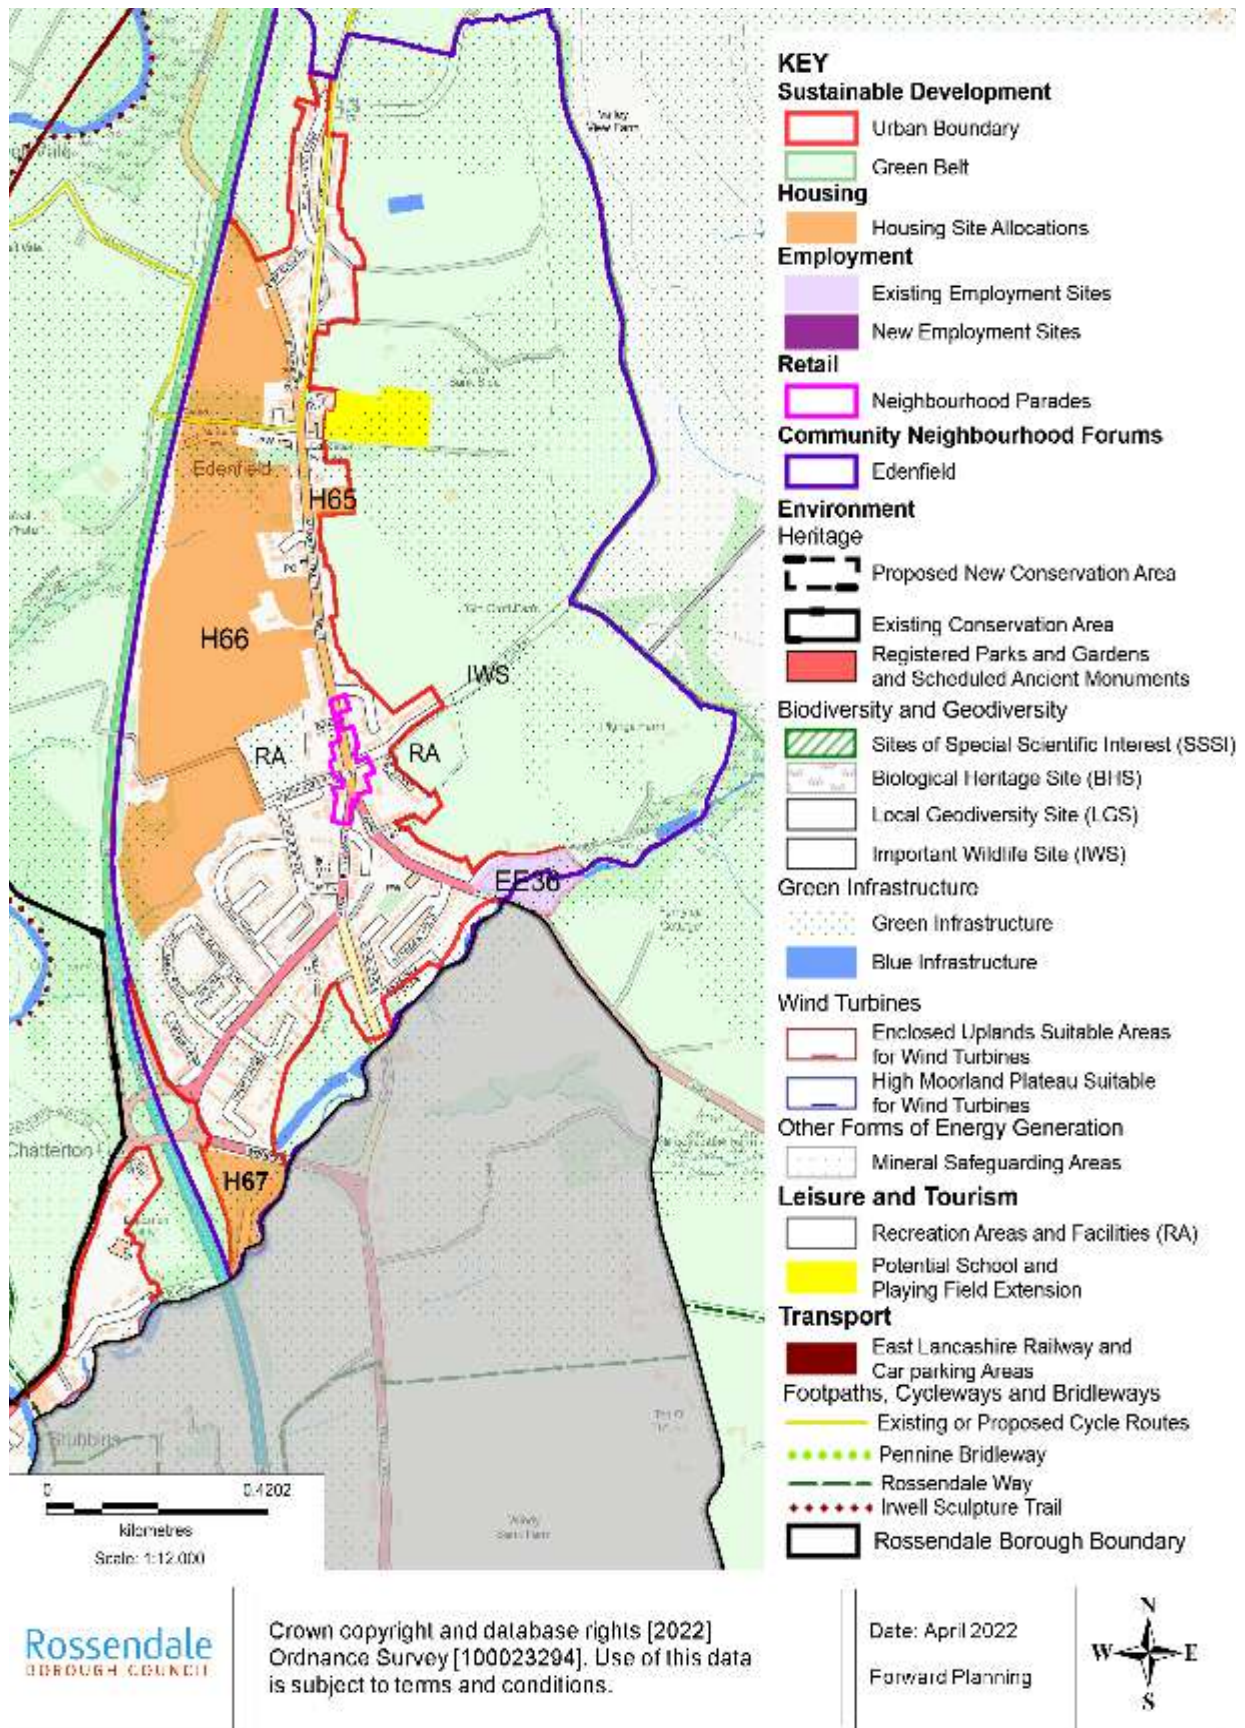 Valley
View Farm
Edenfield
H65
H66
IWS
RA
RA
EE36
Chatterton
H67
Stubbins
0 0.4202
kilometres
Scale: 1:12,000
KEY
Sustainable Development
Urban Boundary
Green Belt
Housing
Housing Site Allocations
Employment
Existing Employment Sites
New Employment Sites
Retail
Neighbourhood Parades
Community Neighbourhood Forums
Edenfield
Environment
Heritage
Proposed New Conservation Area
Existing Conservation Area
Registered Parks and Gardens
and Scheduled Ancient Monuments
Biodiversity and Geodiversity
Sites of Special Scientific Interest (SSSI)
Biological Heritage Site (BHS)
Local Geodiversity Site (LGS)
Important Wildlife Site (IWS)
Green Infrastructure
Green Infrastructure
Blue Infrastructure
Wind Turbines
Enclosed Uplands Suitable Areas
for Wind Turbines
High Moorland Plateau Suitable
for Wind Turbines
Other Forms of Energy Generation
Mineral Safeguarding Areas
Leisure and Tourism
Recreation Areas and Facilities (RA)
Potential School and
Playing Field Extension
Transport
East Lancashire Railway and
Car parking Areas
Footpaths, Cycleways and Bridleways
Existing or Proposed Cycle Routes
Pennine Bridleway
Rossendale Way
Irwell Sculpture Trail
Rossendale Borough Boundary
Rossendale
BOROUGH COUNCIL
Crown copyright and database rights [2022]
Ordnance Survey [100023294]. Use of this data
is subject to terms and conditions.
Date: April 2022
Forward Planning
N
W E
S